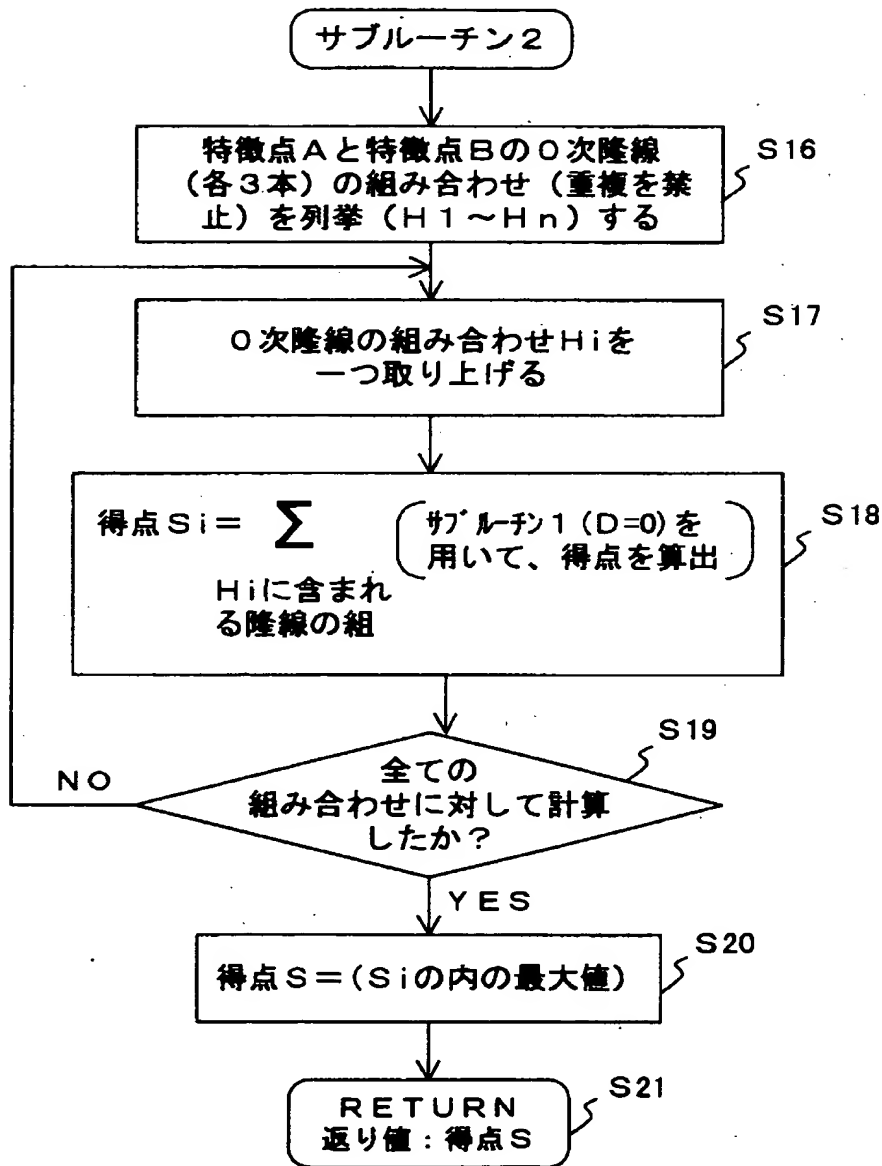 サブルーチン2
特徴点Aと特徴点Bの0次隆線
(各3本)の組み合わせ(重複を禁
止)を列挙(H1~Hn)する
S16
0次隆線の組み合わせHiを
一つ取り上げる
S17
得点Si= Σ (サブルーチン1(D=0)を
用いて、得点を算出)
Hiに含まれ
る隆線の組
S18
全ての
組み合わせに対して計算
したか?
S19
NO
YES
得点S=(Siの内の最大値)
S20
RETURN
返り値:得点S
S21